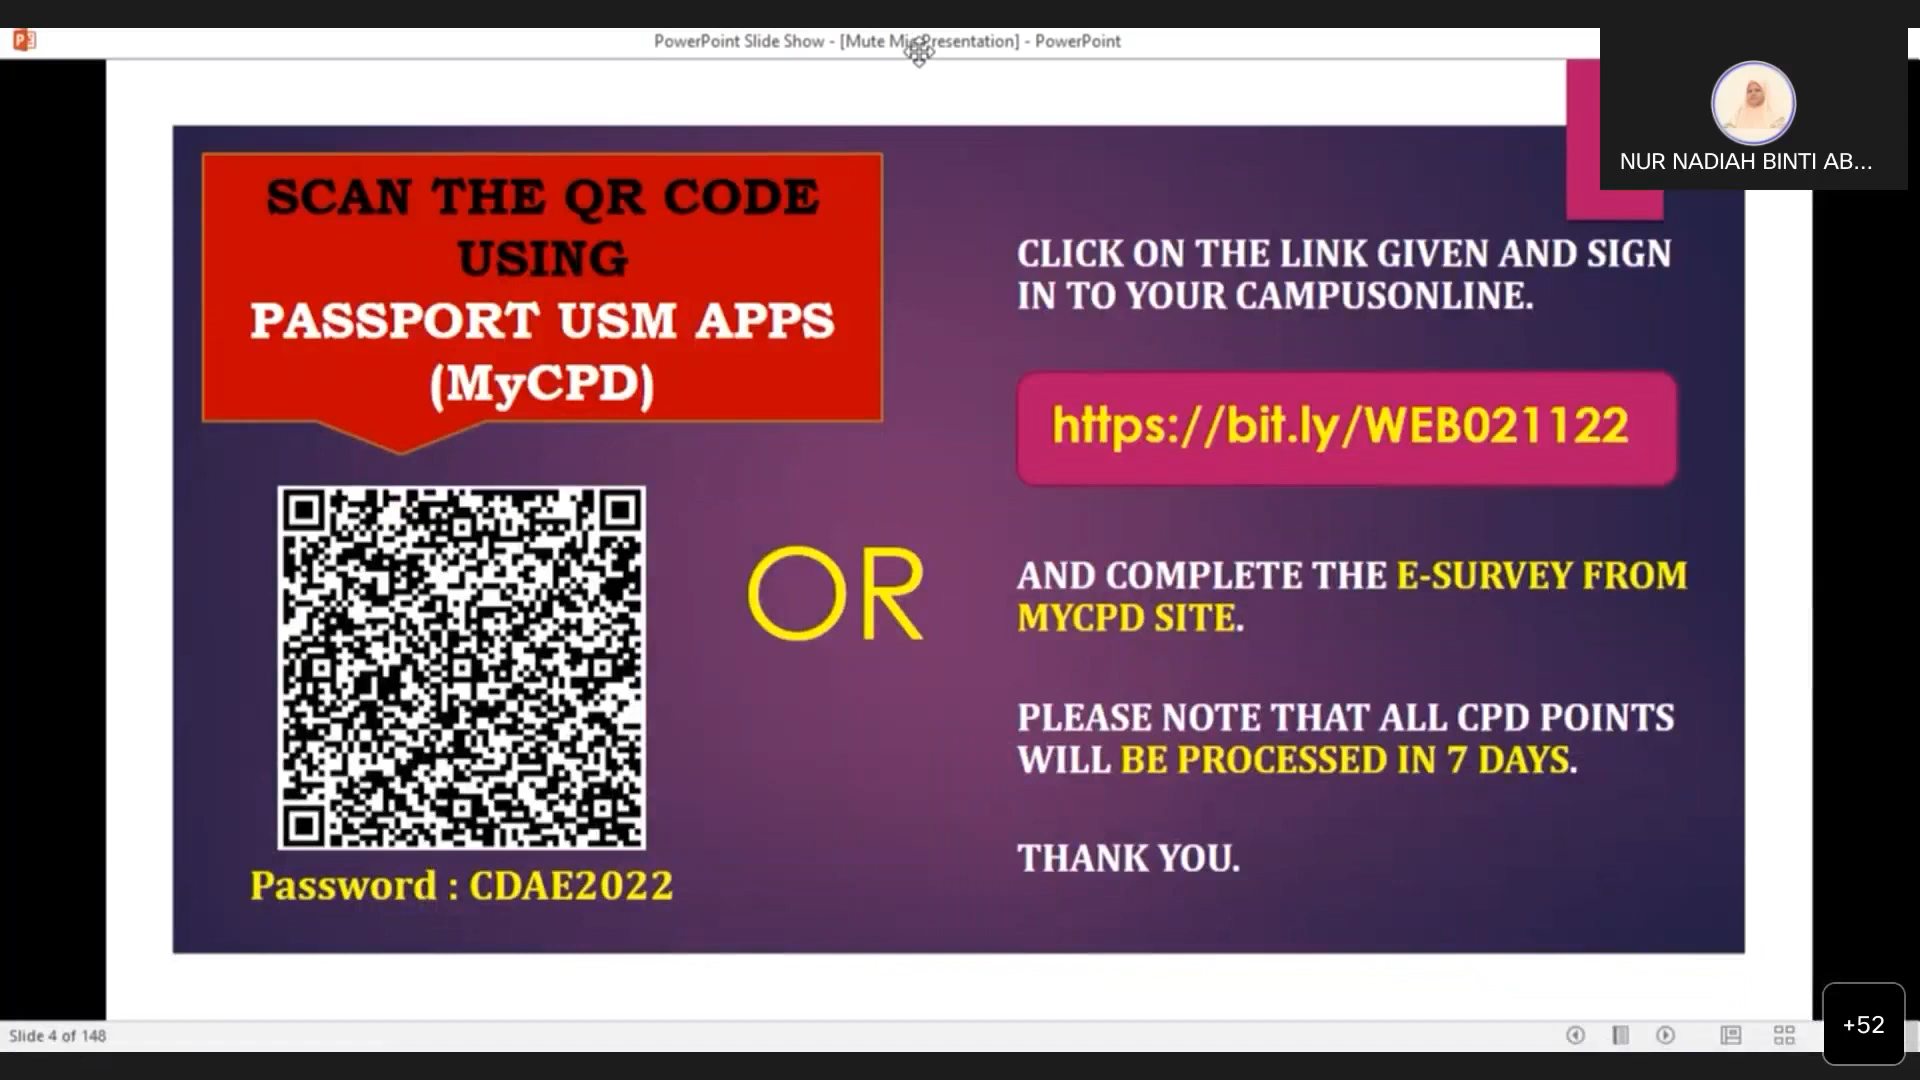 PowerPoint Slide Show - [Mute Mic Presentation] - PowerPoint
NUR NADIAH BINTI AB...
SCAN THE QR CODE
USING
PASSPORT USM APPS
(MyCPD)
Password : CDAE2022
OR
CLICK ON THE LINK GIVEN AND SIGN
IN TO YOUR CAMPUSONLINE.
https://bit.ly/WEB021122
AND COMPLETE THE E-SURVEY FROM
MYCPD SITE.
PLEASE NOTE THAT ALL CPD POINTS
WILL BE PROCESSED IN 7 DAYS.
THANK YOU.
Slide 4 of 148
+52